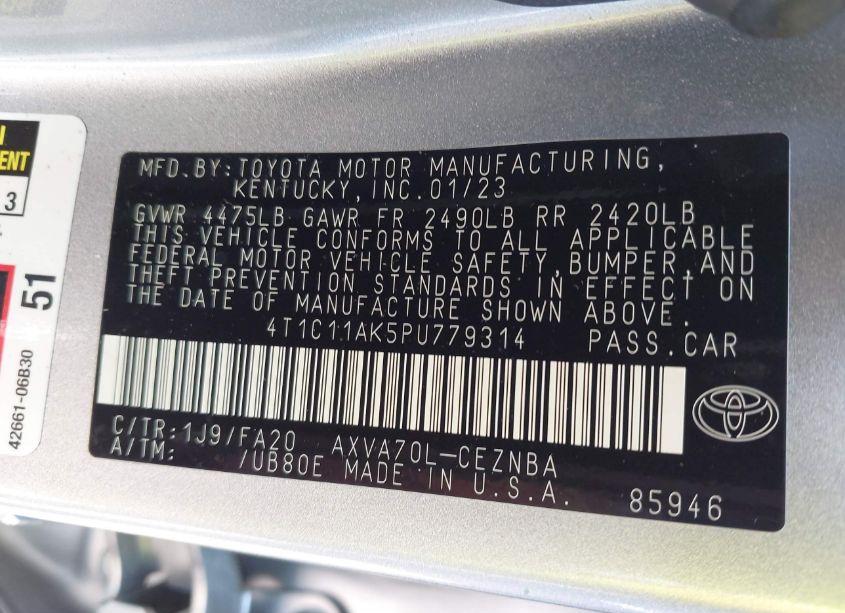 MFD.BY:TOYOTA MOTOR MANUFACTURING,
KENTUCKY,INC.01/23
GVWR 4475LB GAWR FR 2490LB RR 2420LB
THIS VEHICLE CONFORMS TO ALL APPLICABLE
FEDERAL MOTOR VEHICLE SAFETY,BUMPER,AND
THEFT PREVENTION STANDARDS IN EFFECT ON
THE DATE OF MANUFACTURE SHOWN ABOVE.
4T1C11AK5PU779314 PASS.CAR
C/TR:1J9/FA20 AXVA70L-CEZNBA
A/TM: /UB80E MADE IN U.S.A.
85946
3
51
42661-06B30